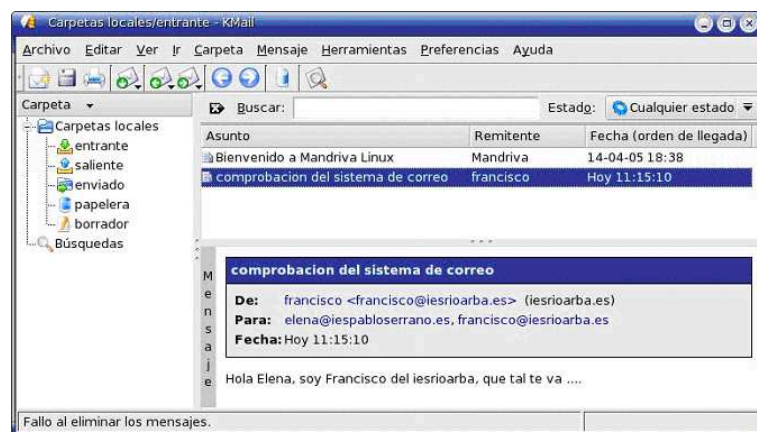 Carpetas locales/entrante - KMail
Archivo Editar Ver Ir Carpeta Mensaje Herramientas Preferencias Ayuda
Carpeta
Buscar: Estado: Cualquier estado
Carpetas locales
entrante
saliente
enviado
papelera
borrador
Búsquedas
Asunto Remitente Fecha (orden de llegada)
Bienvenido a Mandriva Linux Mandriva 14-04-05 18:38
comprobacion del sistema de correo francisco Hoy 11:15:10
Mensaje
comprobacion del sistema de correo
De: francisco <francisco@iesrioarba.es> (iesrioarba.es)
Para: elena@iespabloserrano.es, francisco@iesrioarba.es
Fecha: Hoy 11:15:10
Hola Elena, soy Francisco del iesrioarba, que tal te va ....
Fallo al eliminar los mensajes.